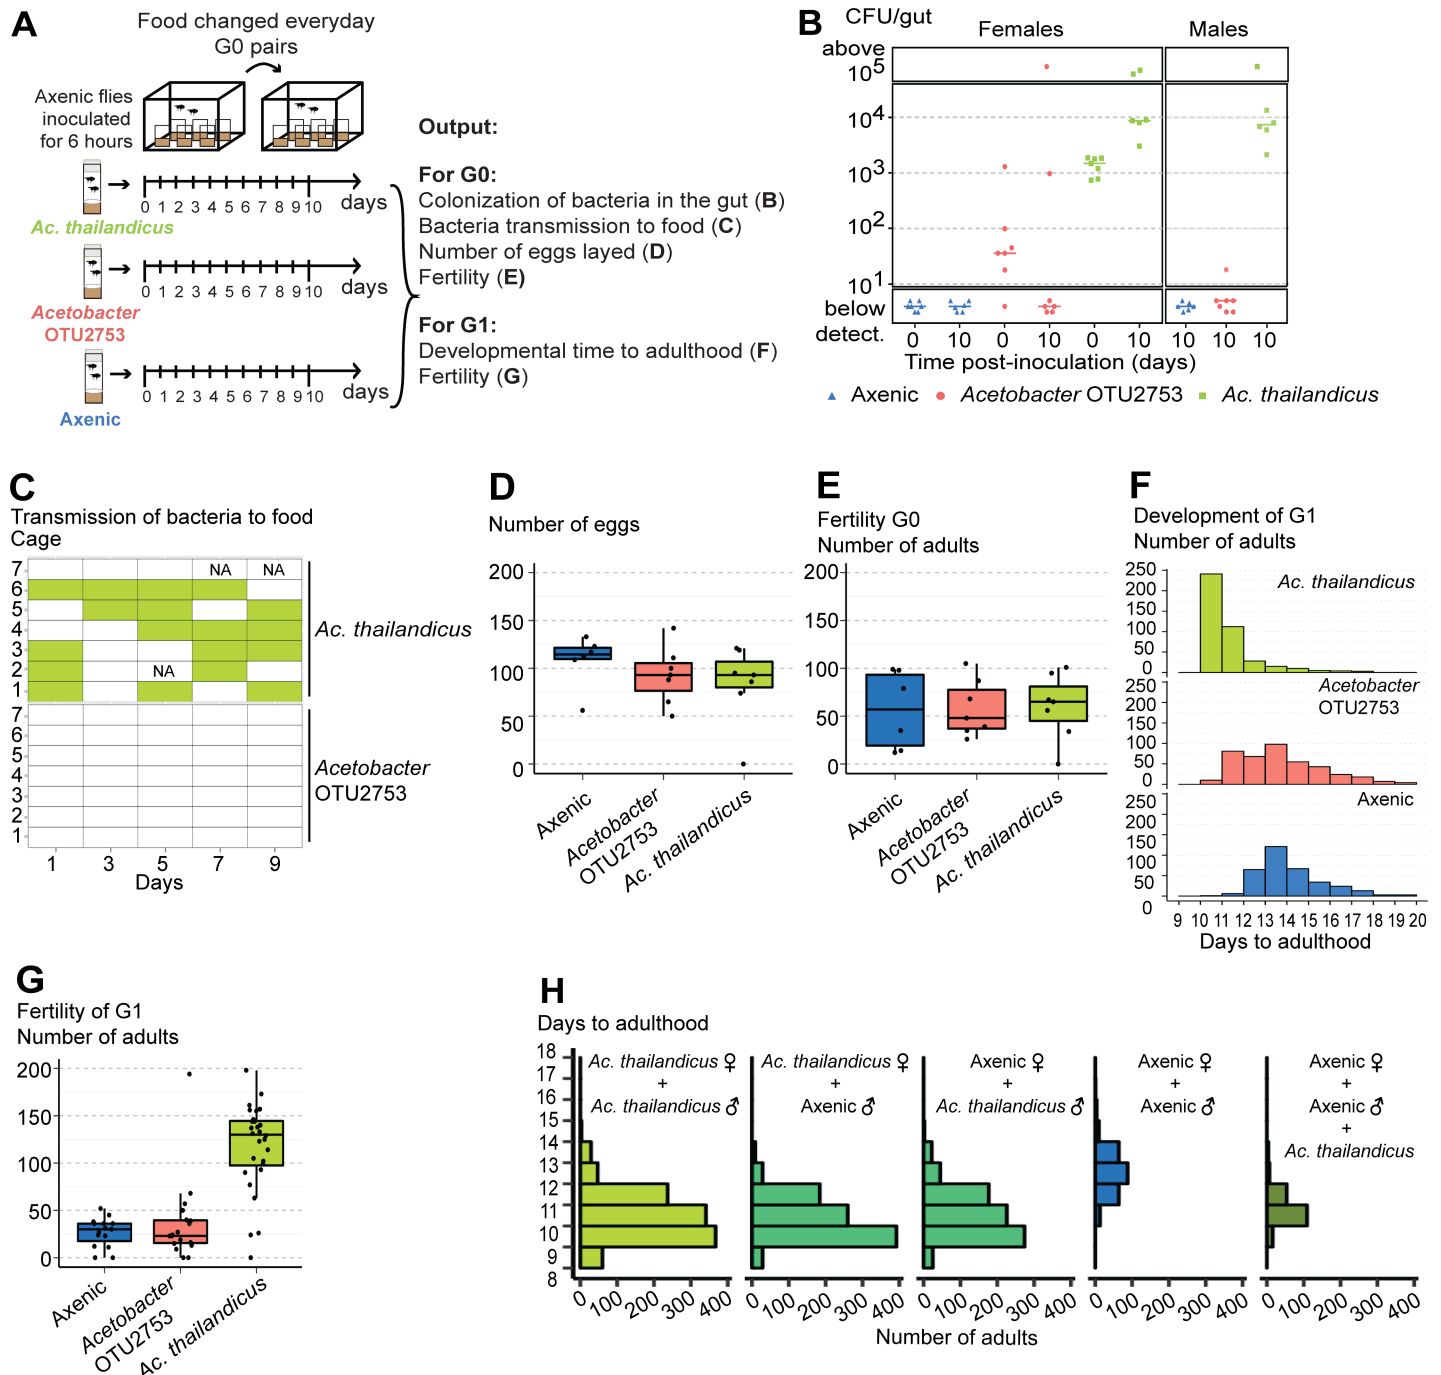 A
Food changed everyday
G0 pairs
Axenic flies
inoculated
for 6 hours
0 1 2 3 4 5 6 7 8 9 10 days
Ac. thailandicus
0 1 2 3 4 5 6 7 8 9 10 days
Acetobacter
OTU2753
0 1 2 3 4 5 6 7 8 9 10 days
Axenic
Output:
For G0:
Colonization of bacteria in the gut (B)
Bacteria transmission to food (C)
Number of eggs layed (D)
Fertility (E)
For G1:
Developmental time to adulthood (F)
Fertility (G)
B
CFU/gut
Females
Males
above
10^5
10^4
10^3
10^2
10^1
below
detect.
0 10 0 10 0 10 10 10 10
Time post-inoculation (days)
Axenic Acetobacter OTU2753 Ac. thailandicus
C
Transmission of bacteria to food
Cage
7 NA NA
6
5
4
3
2 NA
1
Ac. thailandicus
7
6
5
4
3
2
1
Acetobacter
OTU2753
1 3 5 7 9
Days
D
Number of eggs
200
150
100
50
0
Axenic
Acetobacter
OTU2753
Ac. thailandicus
E
Fertility G0
Number of adults
200
150
100
50
0
Axenic
Acetobacter
OTU2753
Ac. thailandicus
F
Development of G1
Number of adults
250
200
150
100
50
0
Ac. thailandicus
250
200
150
100
50
0
Acetobacter
OTU2753
250
200
150
100
50
0
Axenic
9 10 11 12 13 14 15 16 17 18 19 20
Days to adulthood
G
Fertility of G1
Number of adults
200
150
100
50
0
Axenic
Acetobacter
OTU2753
Ac. thailandicus
H
Days to adulthood
18
17
16
15
14
13
12
11
10
9
8
Ac. thailandicus ♀
+
Ac. thailandicus ♂
Ac. thailandicus ♀
+
Axenic ♂
Axenic ♀
+
Ac. thailandicus ♂
Axenic ♀
+
Axenic ♂
Axenic ♀
+
Axenic ♂
+
Ac. thailandicus
0 100 200 300 400
0 100 200 300 400
0 100 200 300 400
0 100 200 300 400
0 100 200 300 400
Number of adults